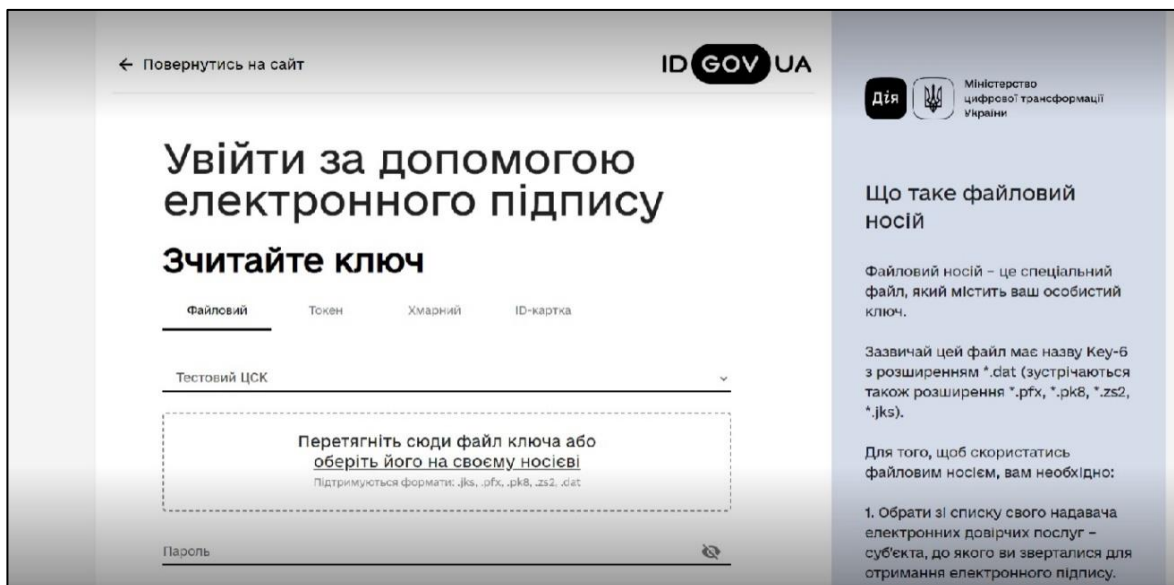 ← Повернутись на сайт
ID GOV UA
Увійти за допомогою
електронного підпису
Зчитайте ключ
Файловий Токен Хмарний ID-картка
Тестовий ЦСК
Перетягніть сюди файл ключа або
оберіть його на своєму носієві
Підтримуються формати: .jks, .pfx, .pk8, .zs2, .dat
Пароль
Дія
Міністерство
цифрової трансформації
України
Що таке файловий
носій
Файловий носій – це спеціальний
файл, який містить ваш особистий
ключ.
Зазвичай цей файл має назву Key-6
з розширенням *.dat (зустрічаються
також розширення *.pfx, *.pk8, *.zs2,
*.jks).
Для того, щоб скористатись
файловим носієм, вам необхідно:
1. Обрати зі списку свого надавача
електронних довірчих послуг –
суб'єкта, до якого ви зверталися для
отримання електронного підпису.